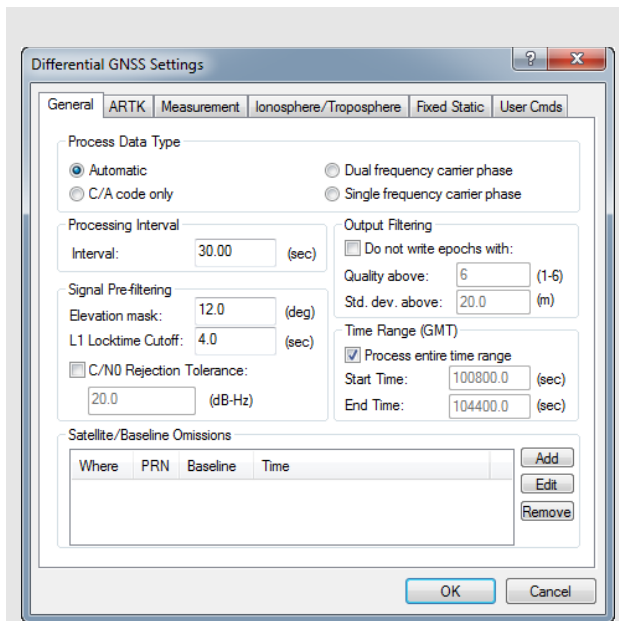 Differential GNSS Settings
General ARTK Measurement Ionosphere/Troposphere Fixed Static User Cmds
Process Data Type
Automatic Dual frequency carrier phase
C/A code only Single frequency carrier phase
Processing Interval
Interval: 30.00 (sec)
Signal Pre-filtering
Elevation mask: 12.0 (deg)
L1 Locktime Cutoff: 4.0 (sec)
C/N0 Rejection Tolerance:
20.0 (dB-Hz)
Output Filtering
Do not write epochs with:
Quality above: 6 (1-6)
Std. dev. above: 20.0 (m)
Time Range (GMT)
Process entire time range
Start Time: 100800.0 (sec)
End Time: 104400.0 (sec)
Satellite/Baseline Omissions
Where PRN Baseline Time
Add
Edit
Remove
OK Cancel